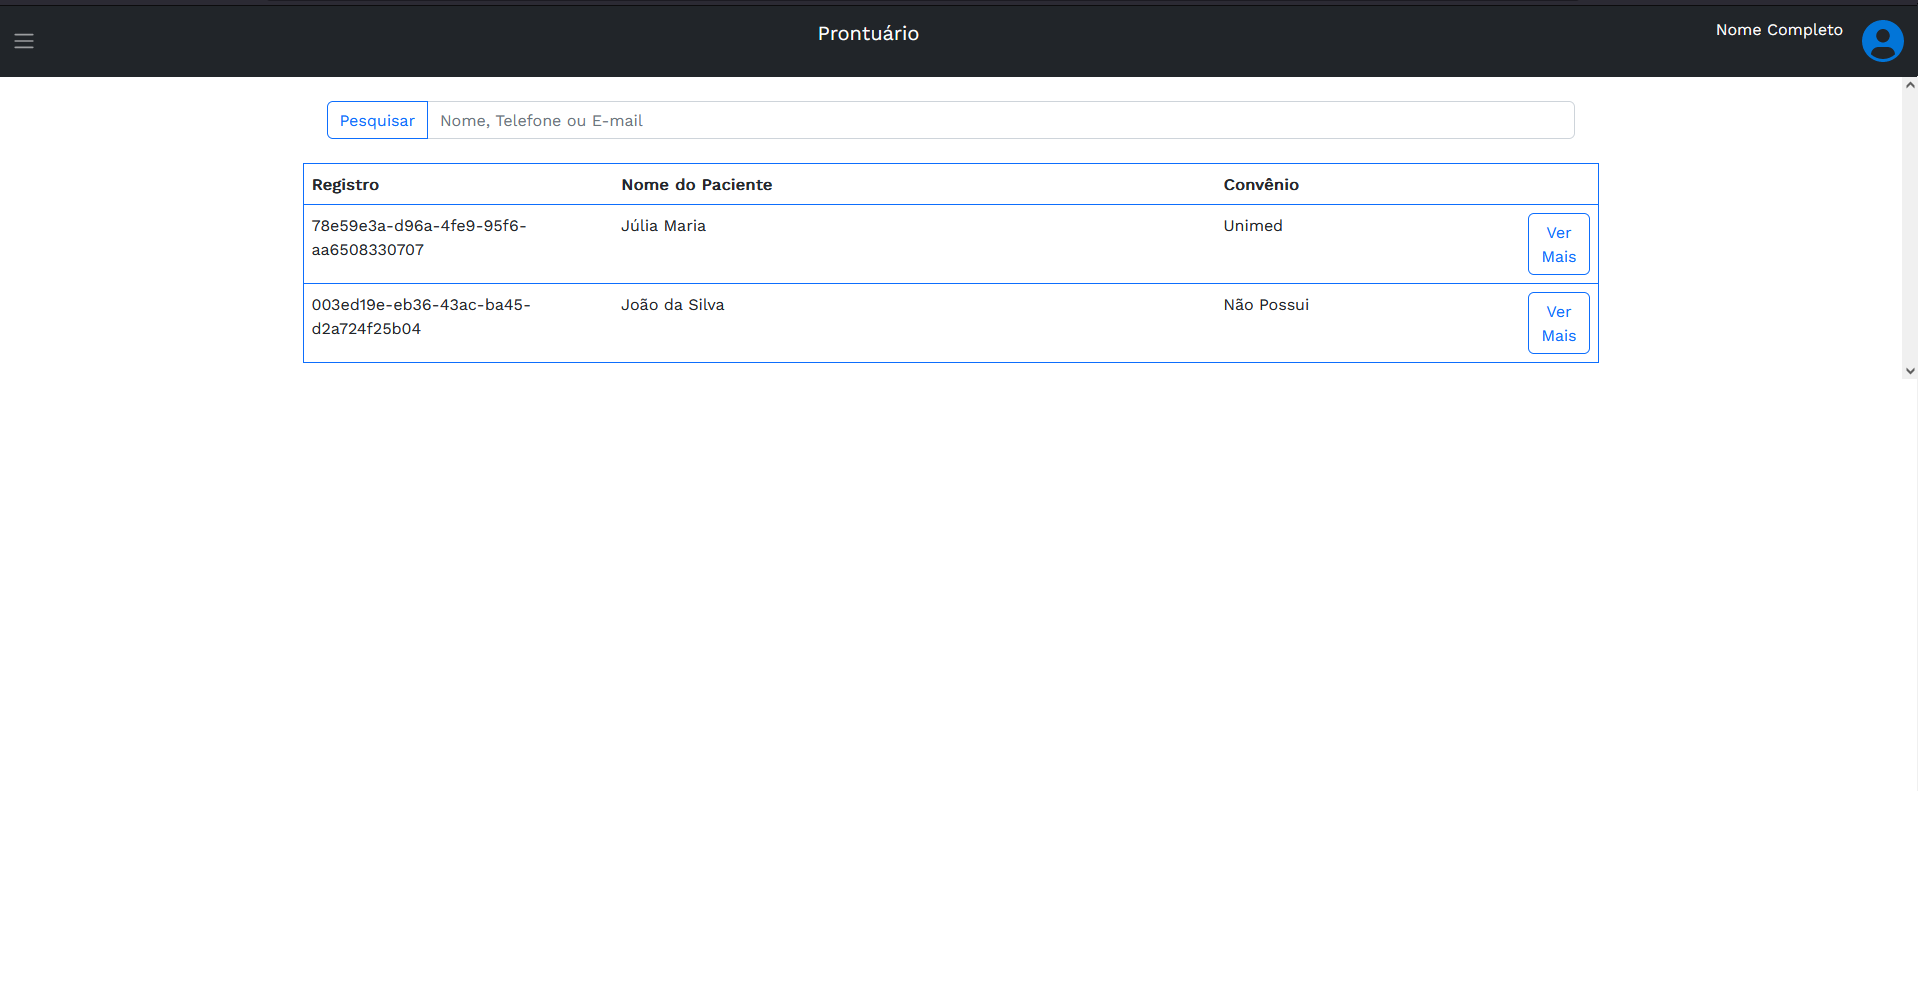 Prontuário
Nome Completo
Pesquisar
Nome, Telefone ou E-mail
Registro
Nome do Paciente
Convênio
78e59e3a-d96a-4fe9-95f6-
aa6508330707
Júlia Maria
Unimed
Ver
Mais
003ed19e-eb36-43ac-ba45-
d2a724f25b04
João da Silva
Não Possui
Ver
Mais